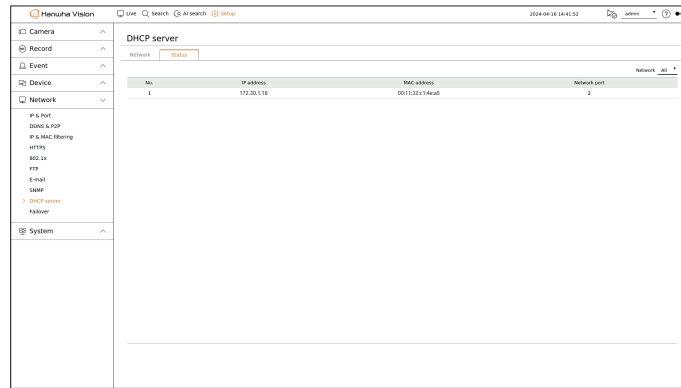 Hanwha Vision
Live Search AI search Setup
2024-04-16 14:41:52
admin
Camera
Record
Event
Device
Network
IP & Port
DDNS & P2P
IP & MAC filtering
HTTPS
802.1x
FTP
E-mail
SNMP
DHCP server
Failover
System
DHCP server
Network Status
Network All
No. IP address MAC address Network port
1 172.30.1.18 00:11:32:c1:4e:a5 2